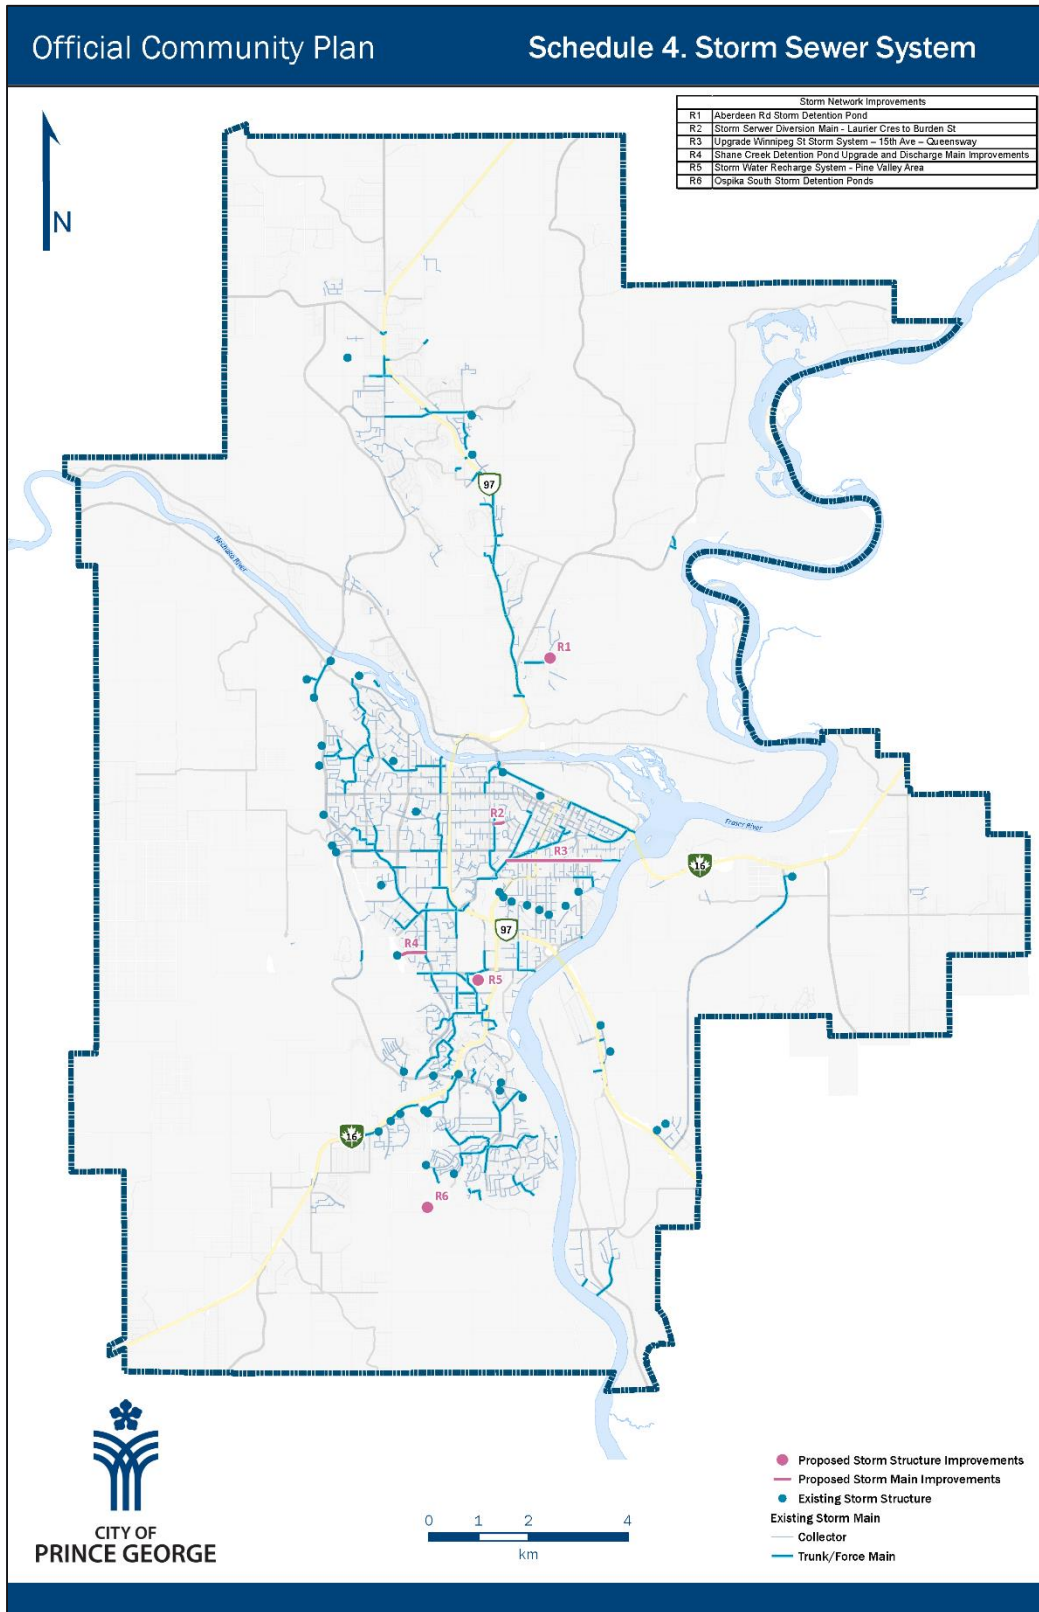 Official Community Plan
Schedule 4. Storm Sewer System
Storm Network Improvements
R1 Aberdeen Rd Storm Detention Pond
R2 Storm Serwer Diversion Main - Laurier Cres to Burden St
R3 Upgrade Winnipeg St Storm System – 15th Ave – Queensway
R4 Shane Creek Detention Pond Upgrade and Discharge Main Improvements
R5 Storm Water Recharge System - Pine Valley Area
R6 Ospika South Storm Detention Ponds
N
97
Nechako River
R1
R2
Fraser River
R3
16
97
R4
R5
16
R6
Proposed Storm Structure Improvements
Proposed Storm Main Improvements
Existing Storm Structure
Existing Storm Main
Collector
Trunk/Force Main
0 1 2 4
km
CITY OF
PRINCE GEORGE